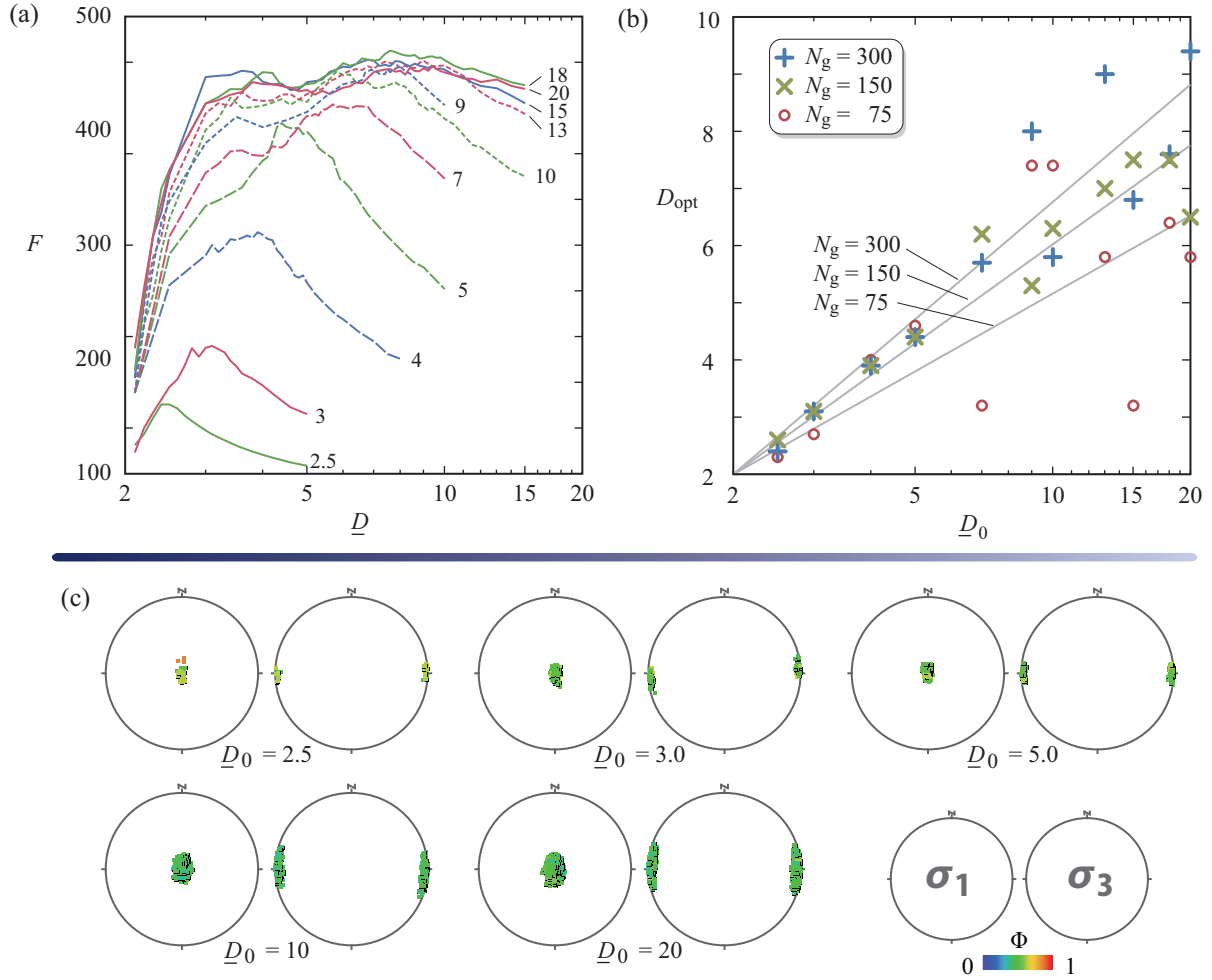 (a)
500
400
300
200
100
F
2
5
10
15
20
D
18
20
15
13
9
10
7
5
4
3
2.5
(b)
10
8
6
4
2
Dopt
Ng = 300
Ng = 150
Ng = 75
Ng = 300
Ng = 150
Ng = 75
2
5
10
15
20
D0
(c)
N
N
N
N
N
N
D0 = 2.5
D0 = 3.0
D0 = 5.0
N
N
N
N
N
N
σ1
σ3
D0 = 10
D0 = 20
Φ
0
1